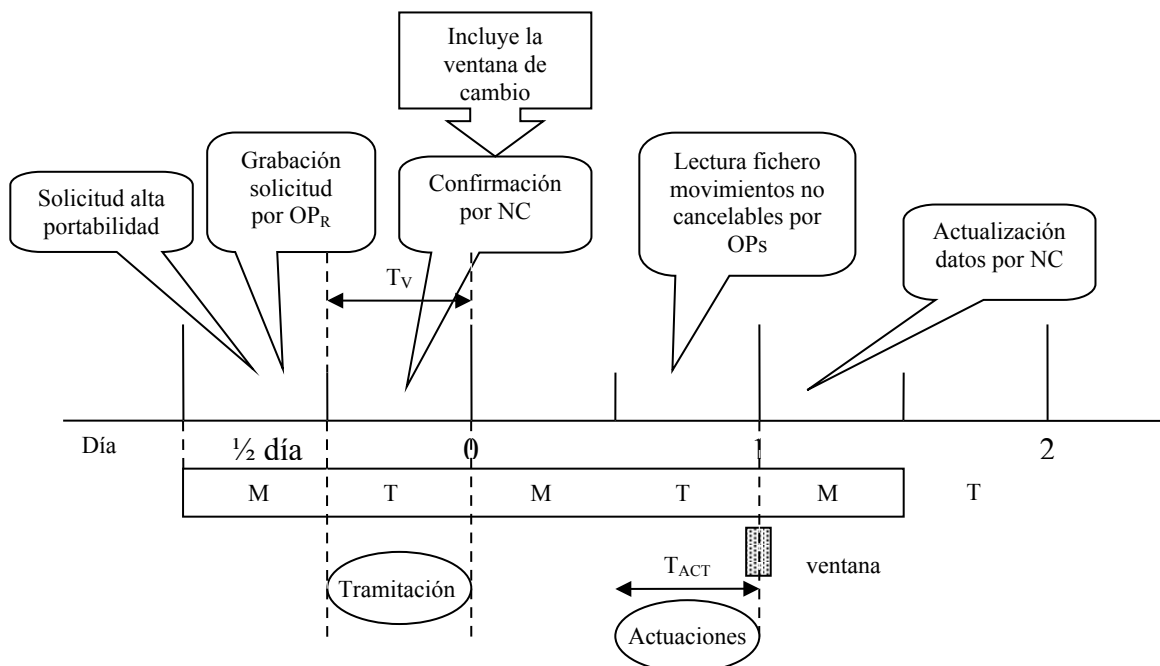 Incluye la
ventana de
cambio
Solicitud alta
portabilidad
Grabación
solicitud
por OPR
Confirmación
por NC
Lectura fichero
movimientos no
cancelables por
OPs
Actualización
datos por NC
TV
Día
½ día
0
1
2
M
T
M
T
M
T
Tramitación
TACT
ventana
Actuaciones